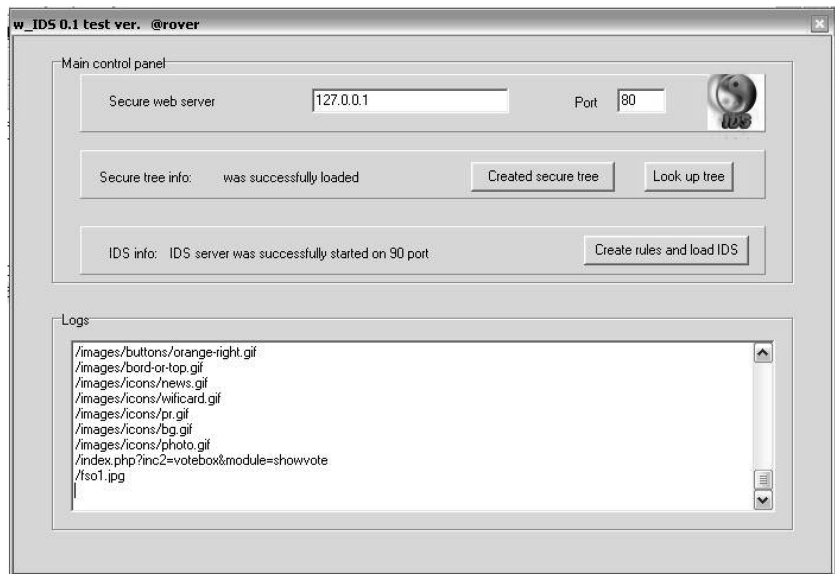 w_IDS 0.1 test ver. @rover
Main control panel
Secure web server 127.0.0.1 Port 80
IDS
Secure tree info: was successfully loaded Created secure tree Look up tree
IDS info: IDS server was successfully started on 90 port Create rules and load IDS
Logs
/images/buttons/orange-right.gif
/images/bord-or-top.gif
/images/icons/news.gif
/images/icons/wificard.gif
/images/icons/pr.gif
/images/icons/bg.gif
/images/icons/photo.gif
/index.php?inc2=votebox&module=showvote
/fso1.jpg